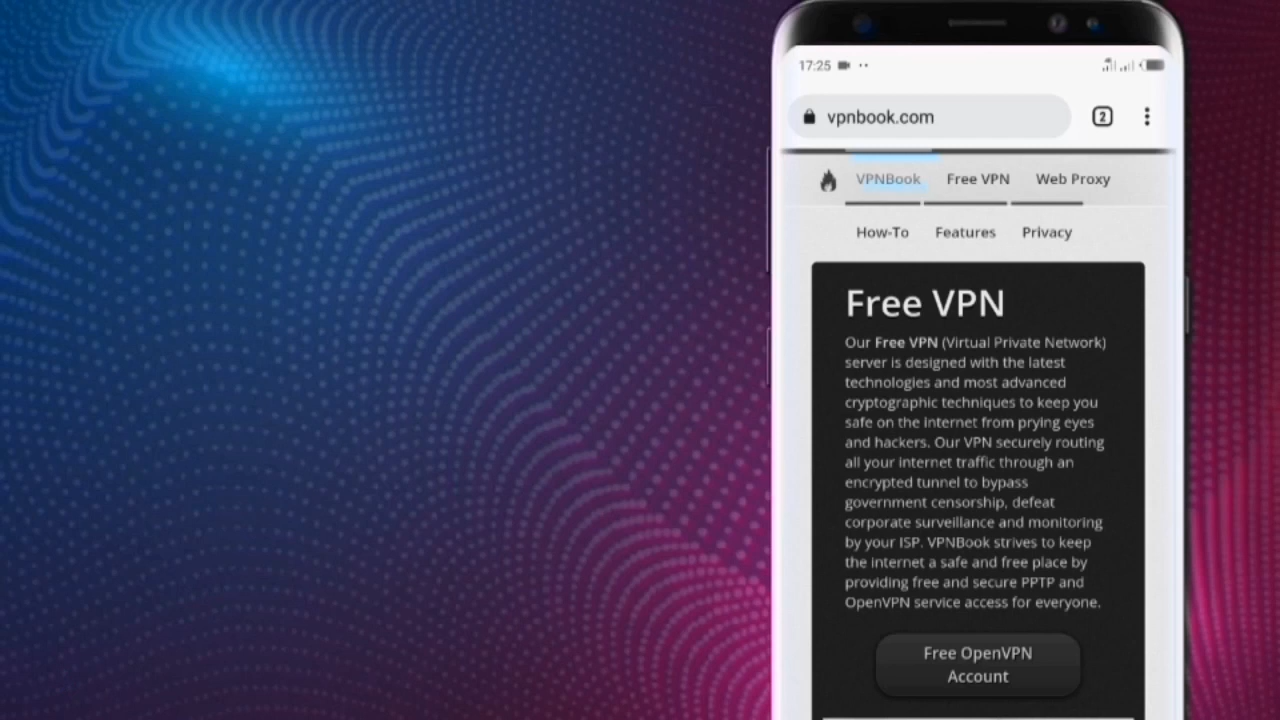 17:25
vpnbook.com
2
VPNBook Free VPN Web Proxy
How-To Features Privacy
Free VPN
Our Free VPN (Virtual Private Network)
server is designed with the latest
technologies and most advanced
cryptographic techniques to keep you
safe on the internet from prying eyes
and hackers. Our VPN securely routing
all your internet traffic through an
encrypted tunnel to bypass
government censorship, defeat
corporate surveillance and monitoring
by your ISP. VPNBook strives to keep
the internet a safe and free place by
providing free and secure PPTP and
OpenVPN service access for everyone.
Free OpenVPN
Account